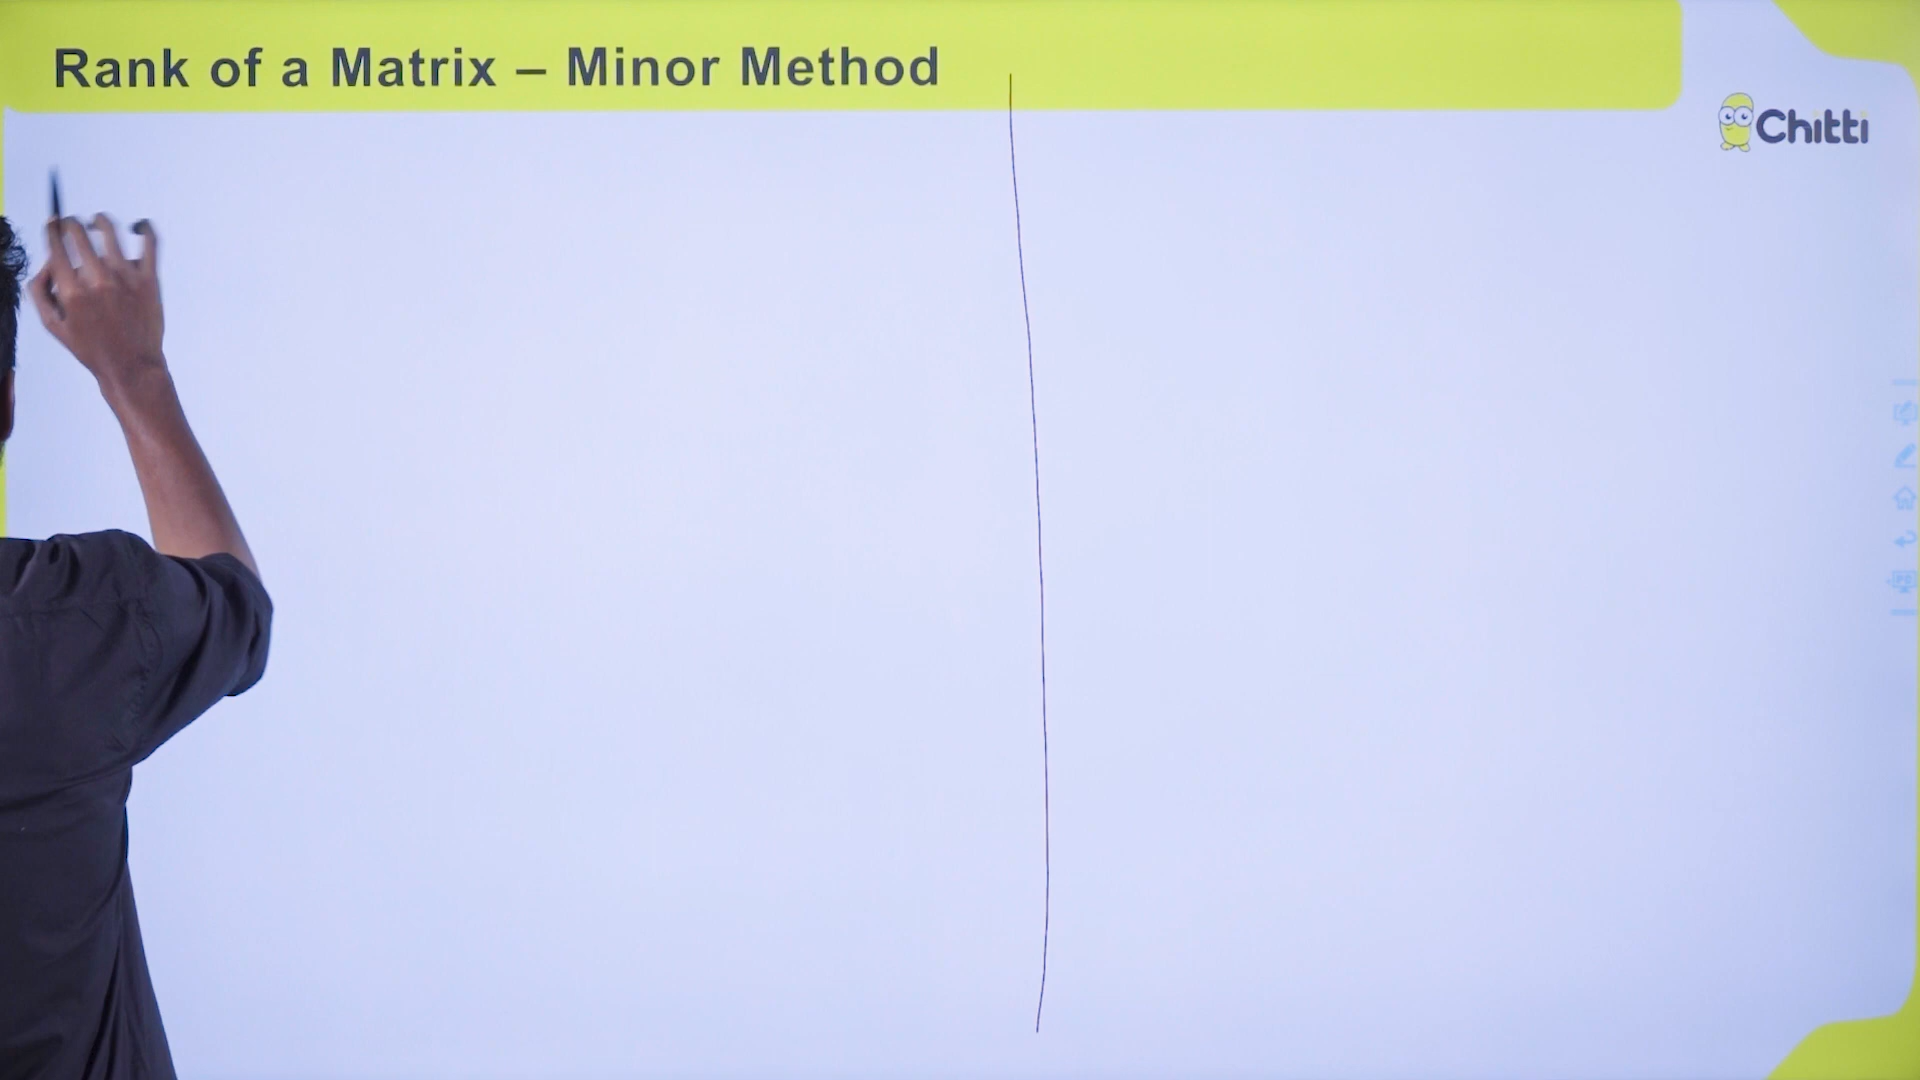 Rank of a Matrix – Minor Method
Chitti